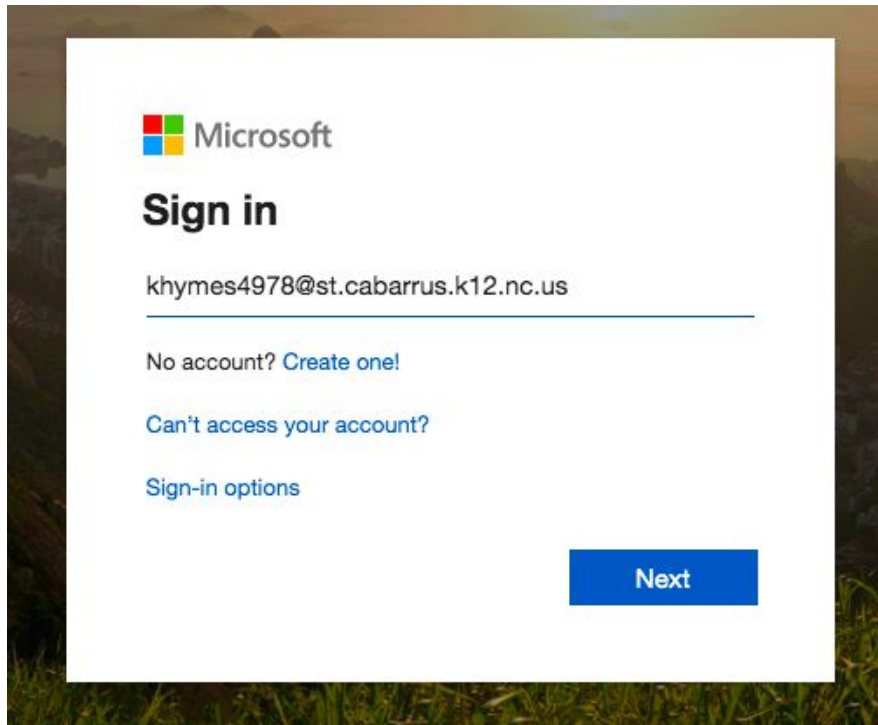 Microsoft
Sign in
khymes4978@st.cabarrus.k12.nc.us
No account? Create one!
Can't access your account?
Sign-in options
Next